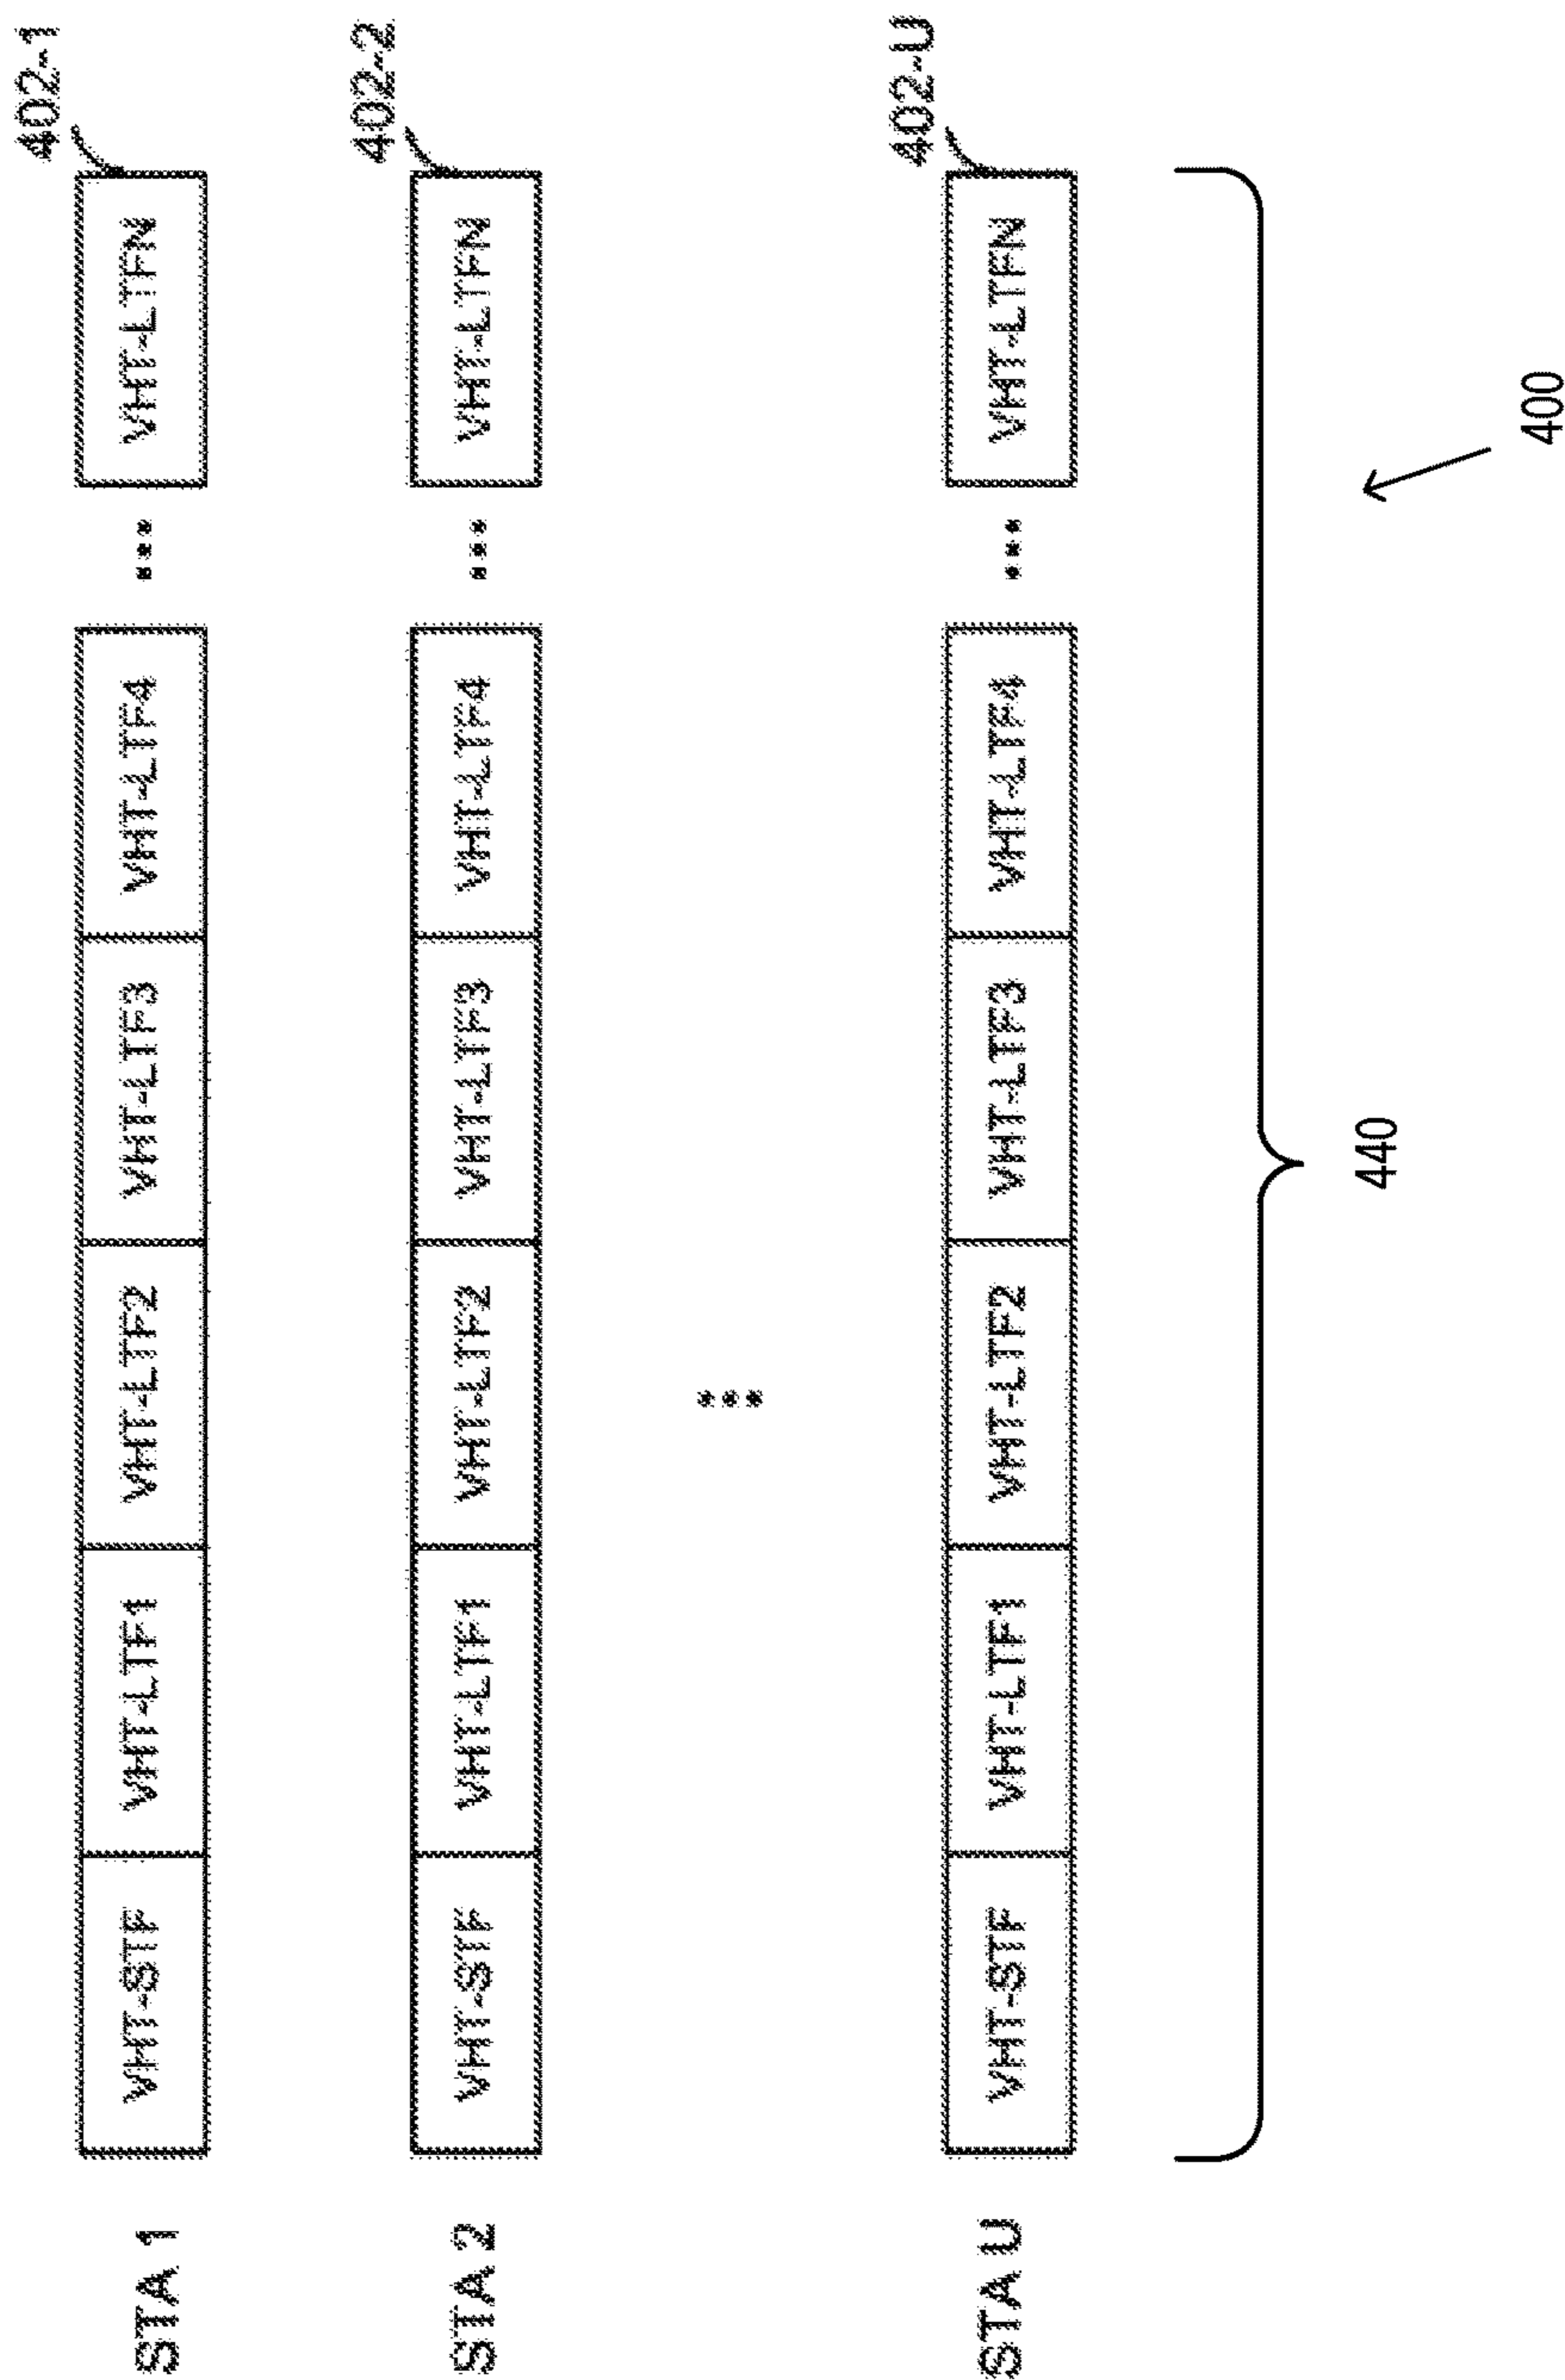 402-1
STA 1 VHT-STF VHT-LTF1 VHT-LTF2 VHT-LTF3 VHT-LTF4 ... VHT-LTFN
402-2
STA 2 VHT-STF VHT-LTF1 VHT-LTF2 VHT-LTF3 VHT-LTF4 ... VHT-LTFN
...
402-U
STA U VHT-STF VHT-LTF1 VHT-LTF2 VHT-LTF3 VHT-LTF4 ... VHT-LTFN
440
400